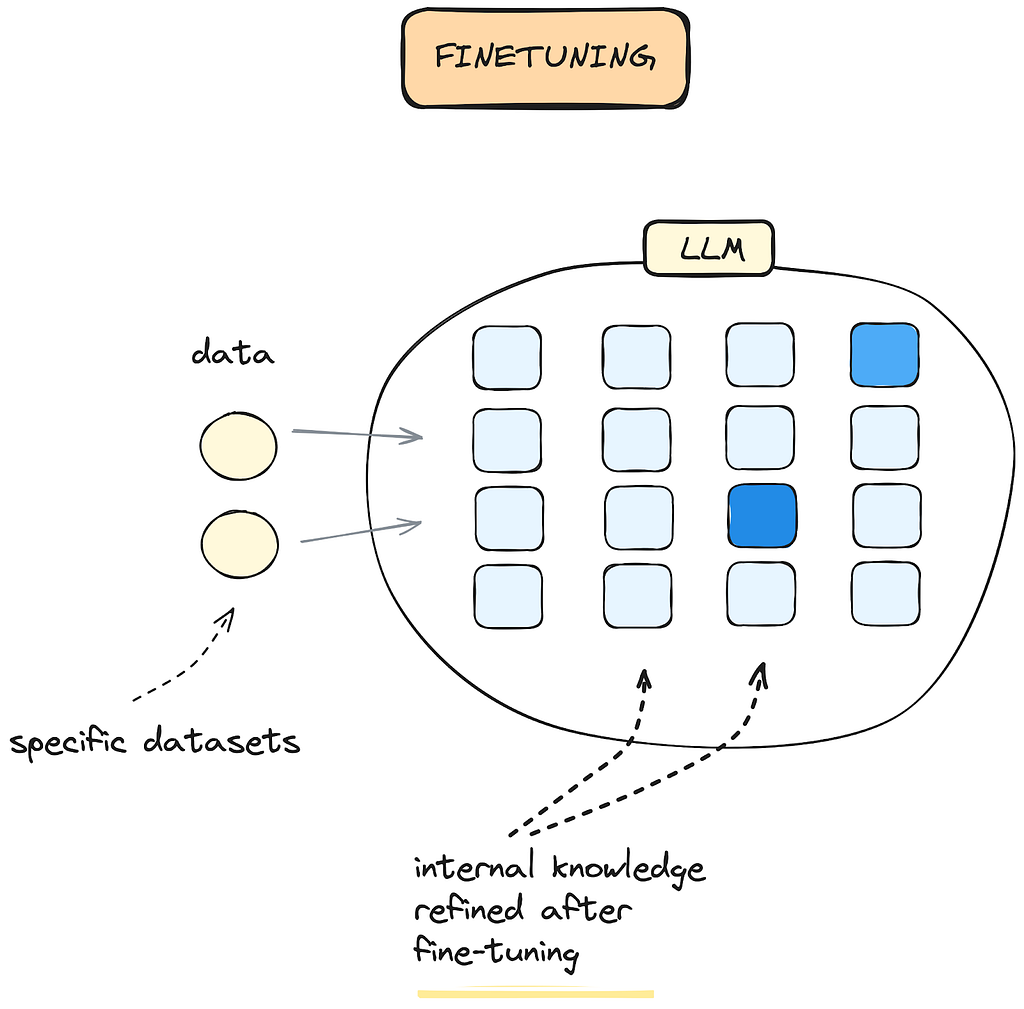 FINETUNING
LLM
data
specific datasets
internal knowledge
refined after
fine-tuning